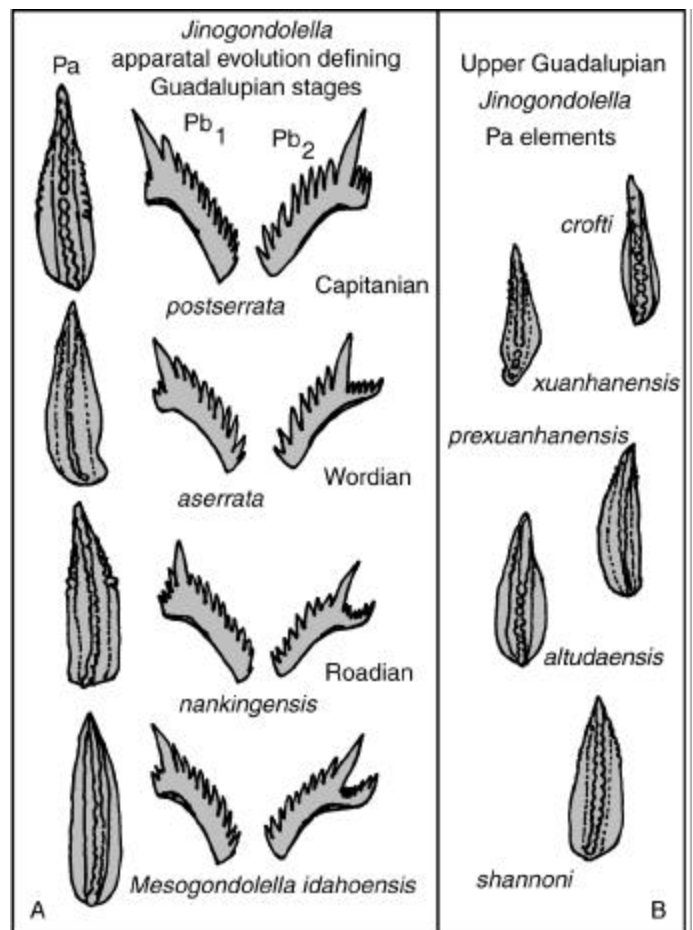 Jinogondolella
apparatal evolution defining
Guadalupian stages
Pa
Pb1
Pb2
Capitanian
postserrata
Wordian
aserrata
Roadian
nankingensis
Mesogondolella idahoensis
A
Upper Guadalupian
Jinogondolella
Pa elements
crofti
xuanhanensis
prexuanhanensis
altudaensis
shannoni
B